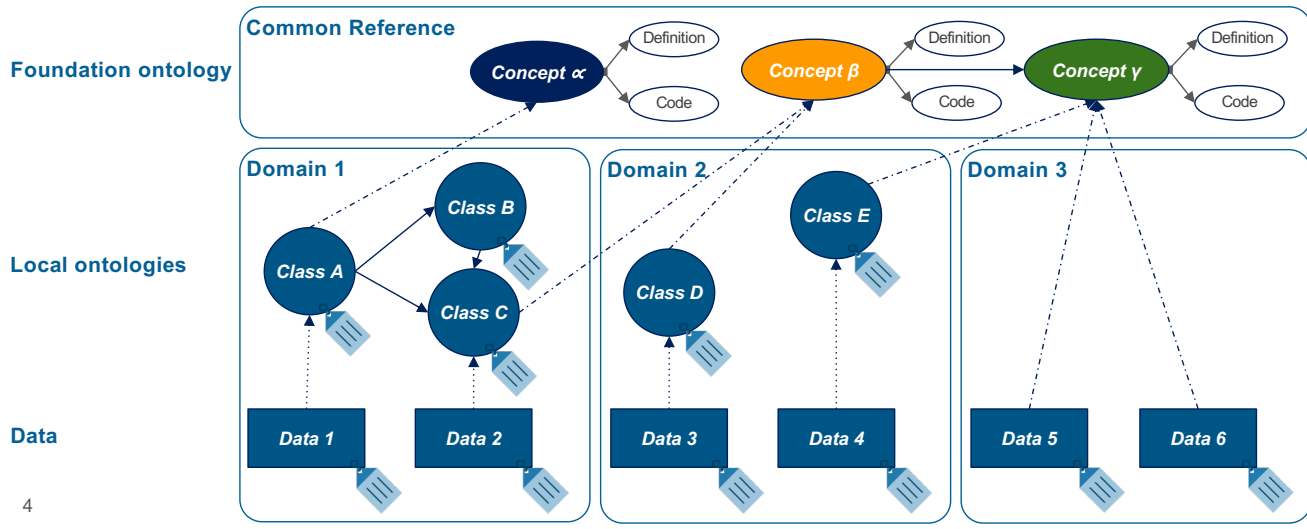 Common Reference
Foundation ontology
Concept ∝
Definition
Code
Concept β
Definition
Code
Concept γ
Definition
Code
Domain 1
Domain 2
Domain 3
Local ontologies
Class A
Class B
Class C
Class D
Class E
Data
Data 1
Data 2
Data 3
Data 4
Data 5
Data 6
4